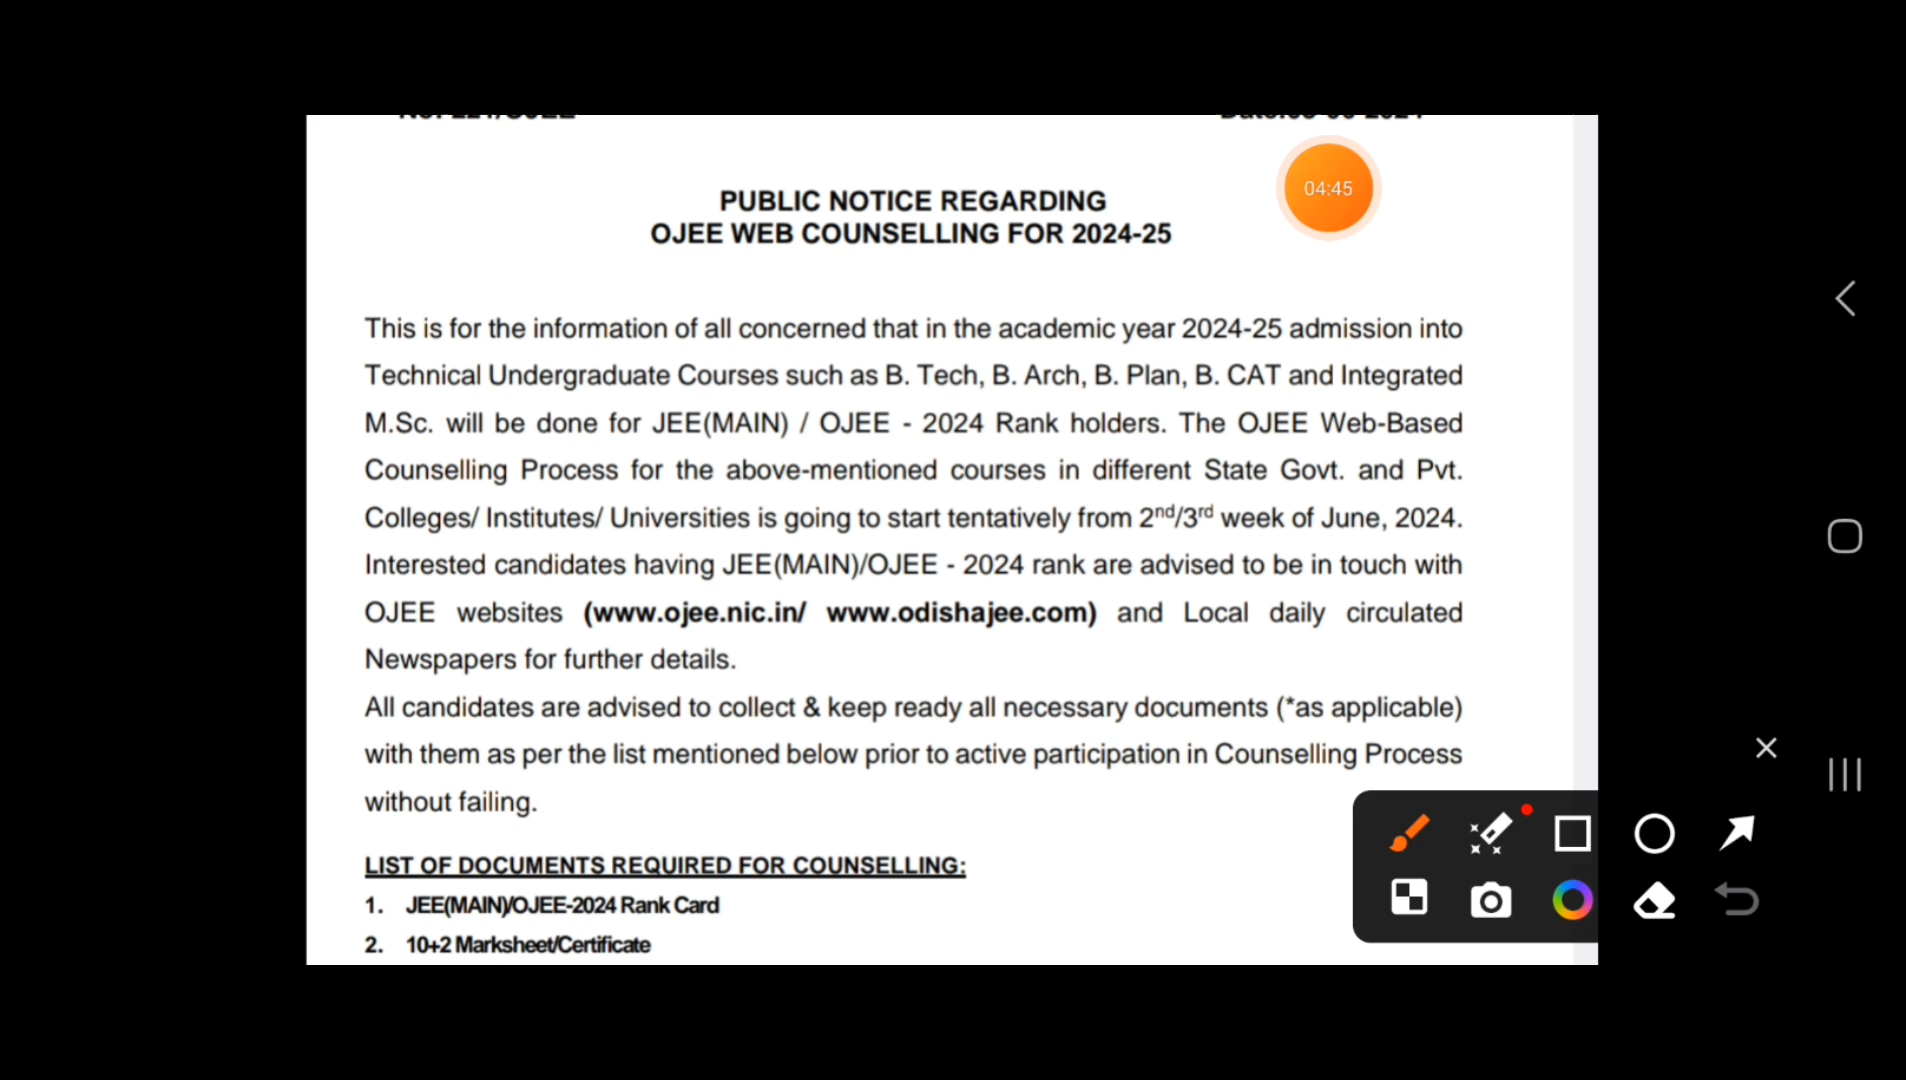 04:45
PUBLIC NOTICE REGARDING
OJEE WEB COUNSELLING FOR 2024-25
This is for the information of all concerned that in the academic year 2024-25 admission into
Technical Undergraduate Courses such as B. Tech, B. Arch, B. Plan, B. CAT and Integrated
M.Sc. will be done for JEE(MAIN) / OJEE - 2024 Rank holders. The OJEE Web-Based
Counselling Process for the above-mentioned courses in different State Govt. and Pvt.
Colleges/ Institutes/ Universities is going to start tentatively from 2nd/3rd week of June, 2024.
Interested candidates having JEE(MAIN)/OJEE - 2024 rank are advised to be in touch with
OJEE websites (www.ojee.nic.in/ www.odishajee.com) and Local daily circulated
Newspapers for further details.
All candidates are advised to collect & keep ready all necessary documents (*as applicable)
with them as per the list mentioned below prior to active participation in Counselling Process
without failing.
LIST OF DOCUMENTS REQUIRED FOR COUNSELLING:
1. JEE(MAIN)/OJEE-2024 Rank Card
2. 10+2 Marksheet/Certificate